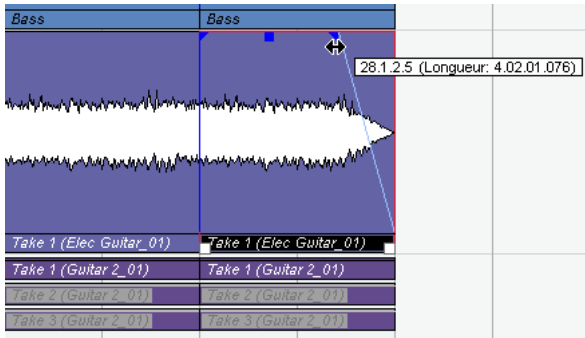 Bass Bass
28.1.2.5 (Longueur: 4.02.01.076)
Take 1 (Elec Guitar_01) Take 1 (Elec Guitar_01)
Take 1 (Guitar 2_01) Take 1 (Guitar 2_01)
Take 2 (Guitar 2_01) Take 2 (Guitar 2_01)
Take 3 (Guitar 2_01) Take 3 (Guitar 2_01)